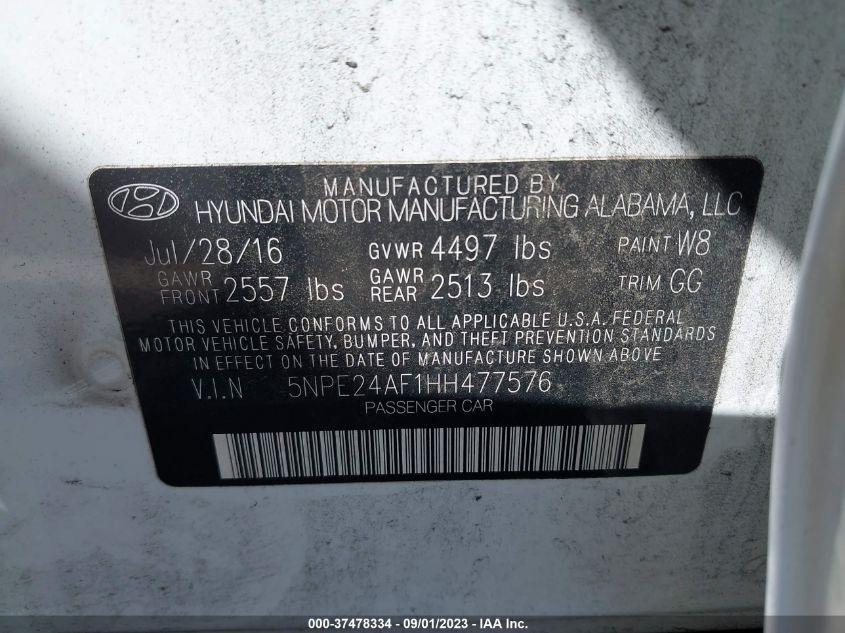 MANUFACTURED BY
HYUNDAI MOTOR MANUFACTURING ALABAMA, LLC
Jul/28/16 GVWR 4497 lbs PAINT W8
GAWR FRONT 2557 lbs GAWR REAR 2513 lbs TRIM GG
THIS VEHICLE CONFORMS TO ALL APPLICABLE U.S.A. FEDERAL
MOTOR VEHICLE SAFETY, BUMPER, AND THEFT PREVENTION STANDARDS
IN EFFECT ON THE DATE OF MANUFACTURE SHOWN ABOVE
V.I.N 5NPE24AF1HH477576
PASSENGER CAR
000-37478334 - 09/01/2023 - IAA Inc.